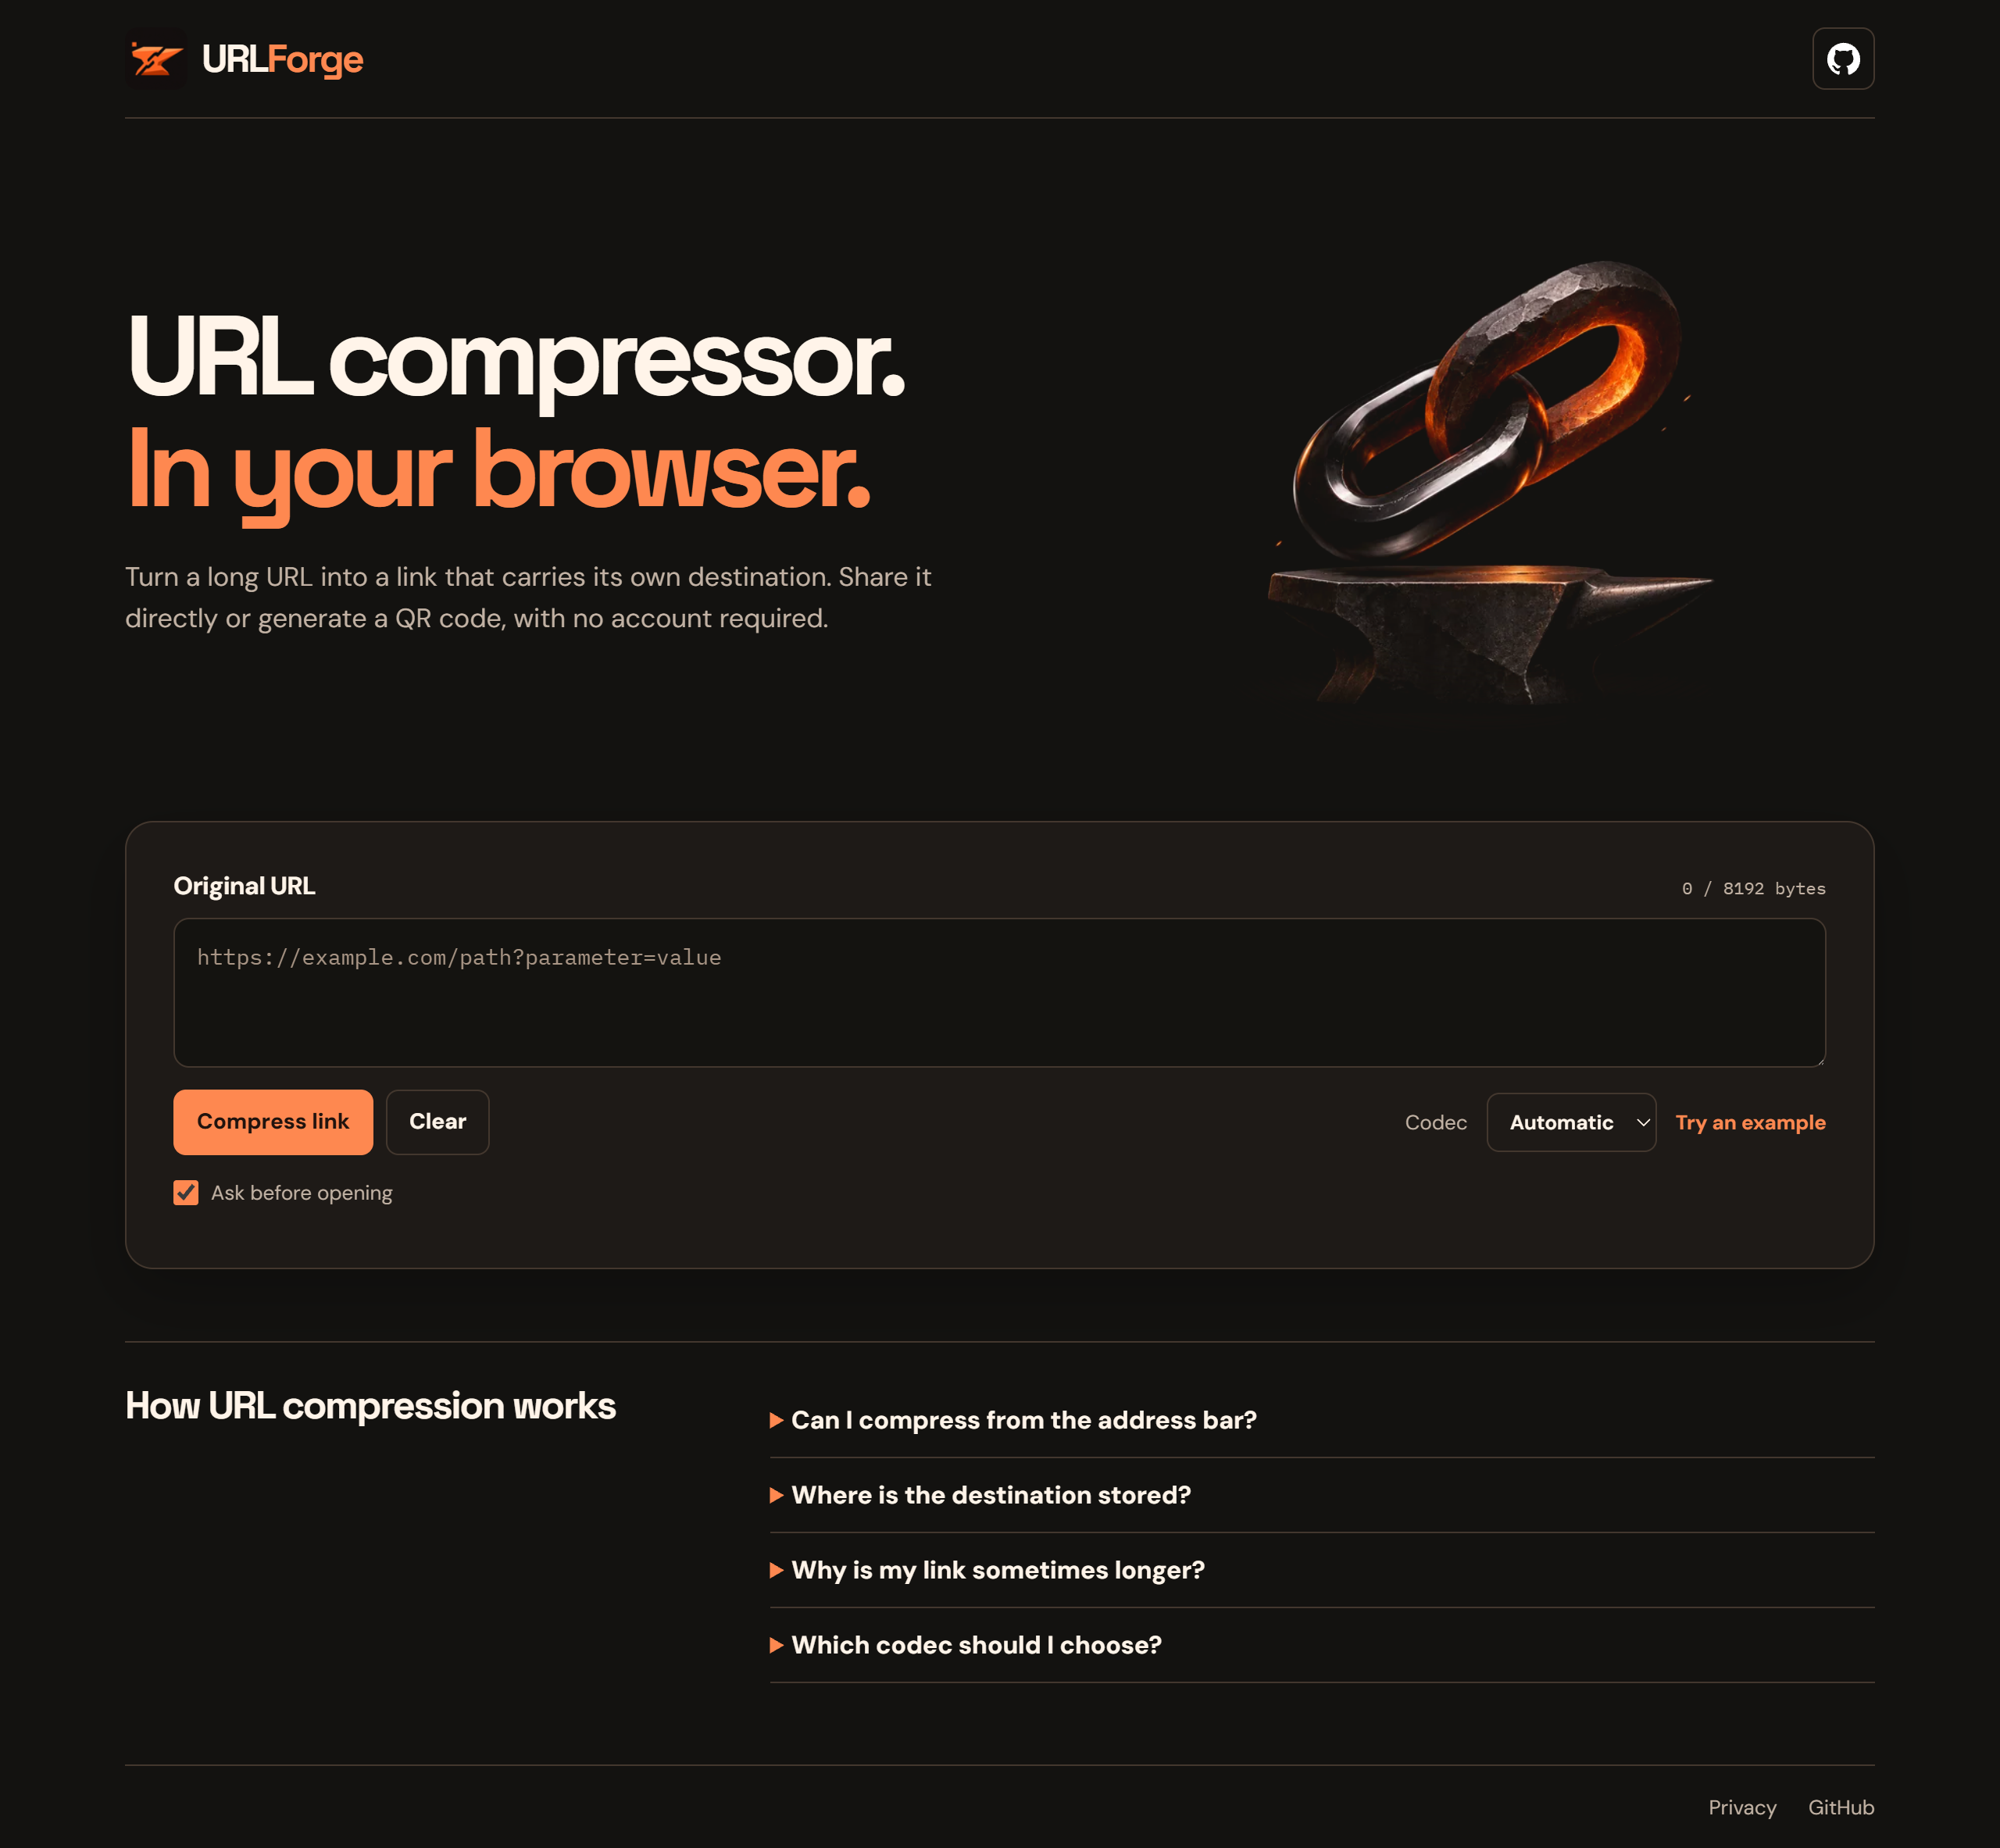 URLForge
URL compressor.
In your browser.
Turn a long URL into a link that carries its own destination. Share it
directly or generate a QR code, with no account required.
Original URL
0 / 8192 bytes
https://example.com/path?parameter=value
Compress link
Clear
Codec
Automatic
Try an example
Ask before opening
How URL compression works
Can I compress from the address bar?
Where is the destination stored?
Why is my link sometimes longer?
Which codec should I choose?
Privacy
GitHub